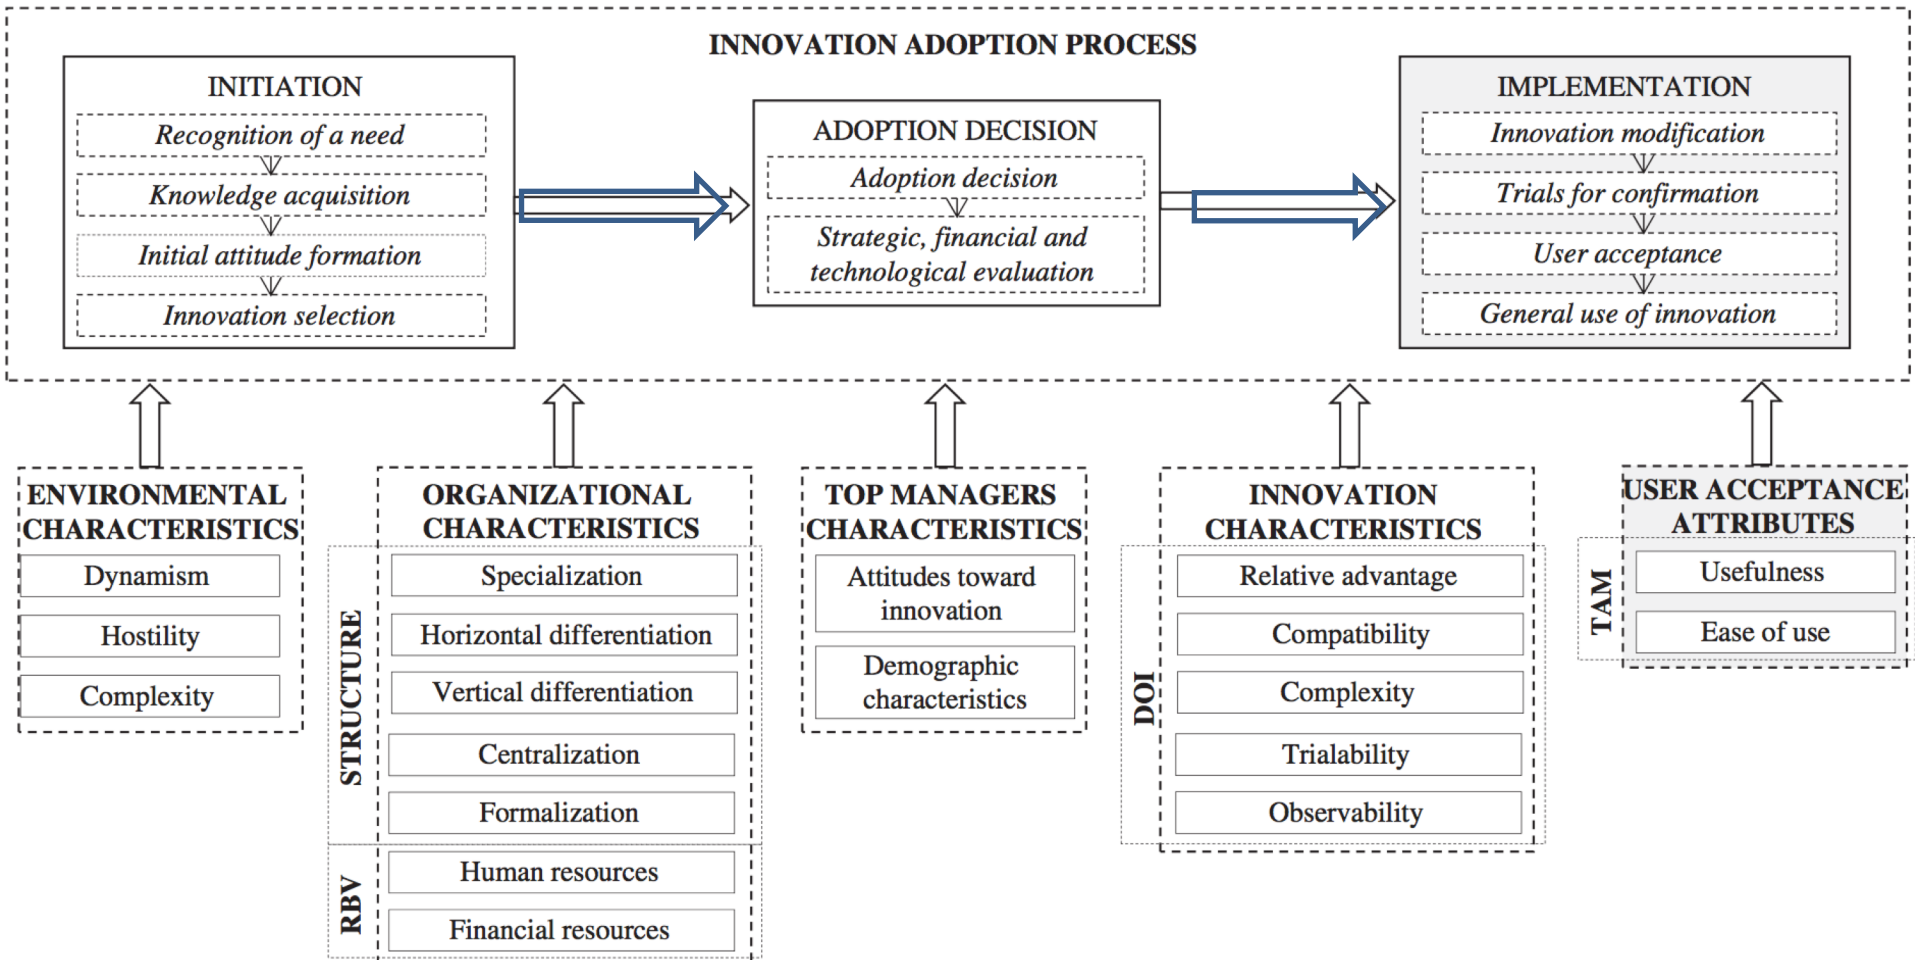 INNOVATION ADOPTION PROCESS
INITIATION
Recognition of a need
Knowledge acquisition
Initial attitude formation
Innovation selection
ADOPTION DECISION
Adoption decision
Strategic, financial and
technological evaluation
IMPLEMENTATION
Innovation modification
Trials for confirmation
User acceptance
General use of innovation
ENVIRONMENTAL
CHARACTERISTICS
Dynamism
Hostility
Complexity
ORGANIZATIONAL
CHARACTERISTICS
STRUCTURE
Specialization
Horizontal differentiation
Vertical differentiation
Centralization
Formalization
RBV
Human resources
Financial resources
TOP MANAGERS
CHARACTERISTICS
Attitudes toward
innovation
Demographic
characteristics
INNOVATION
CHARACTERISTICS
DOI
Relative advantage
Compatibility
Complexity
Trialability
Observability
USER ACCEPTANCE
ATTRIBUTES
TAM
Usefulness
Ease of use